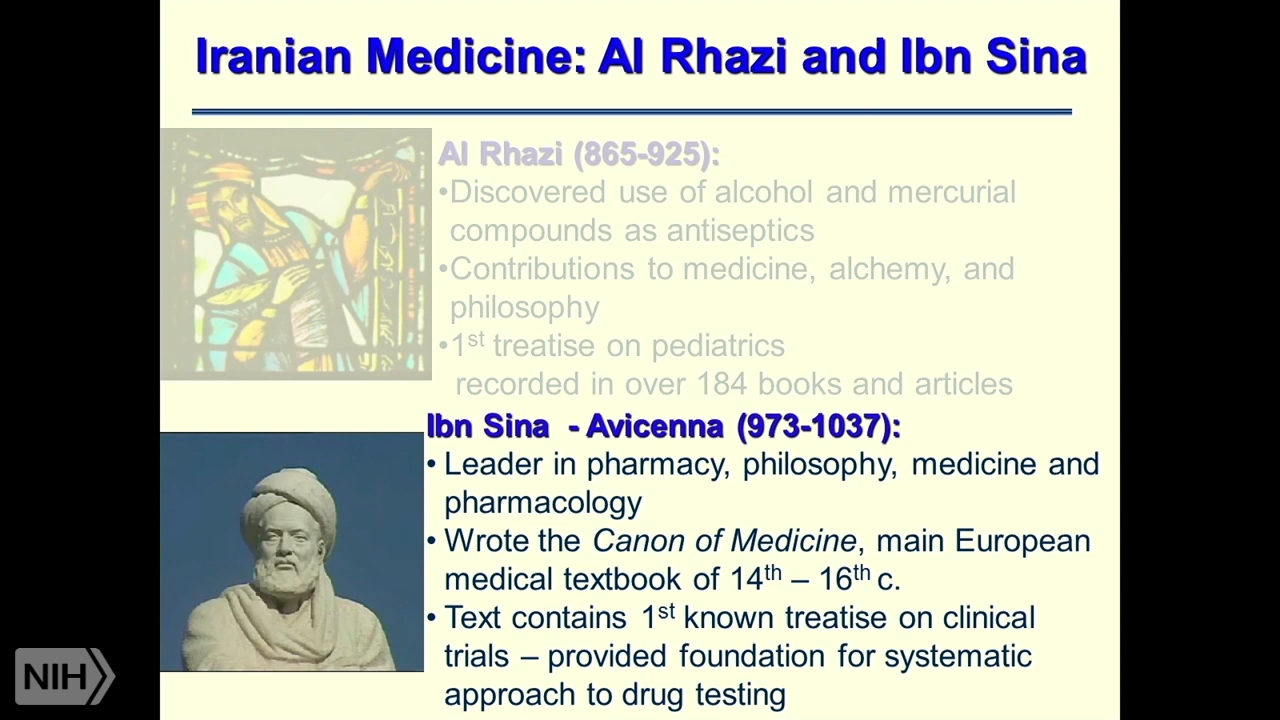 Iranian Medicine: Al Rhazi and Ibn Sina
Al Rhazi (865-925):
•Discovered use of alcohol and mercurial
compounds as antiseptics
•Contributions to medicine, alchemy, and
philosophy
•1st treatise on pediatrics
recorded in over 184 books and articles
Ibn Sina - Avicenna (973-1037):
• Leader in pharmacy, philosophy, medicine and
pharmacology
• Wrote the Canon of Medicine, main European
medical textbook of 14th – 16th c.
• Text contains 1st known treatise on clinical
trials – provided foundation for systematic
approach to drug testing
NIH